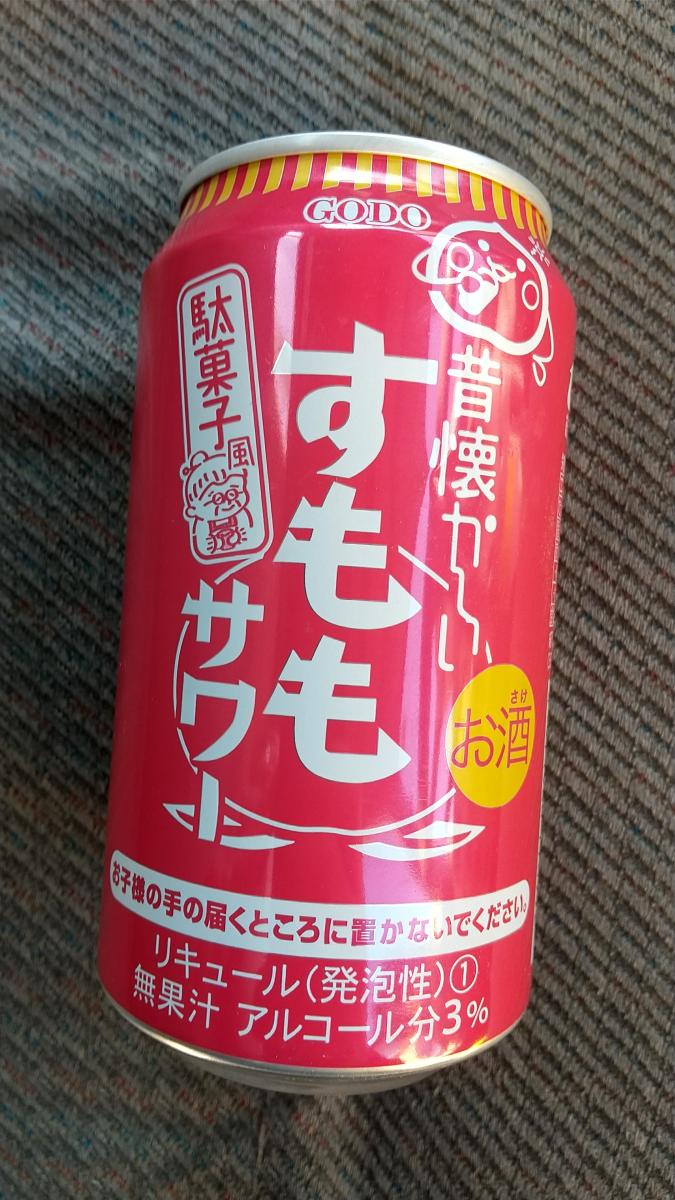 GODO
昔懐かしい
すもも
サワー
駄菓子
風
さけ
お酒
お子様の手の届くところに置かないでください。
リキュール(発泡性)①
無果汁 アルコール分3%